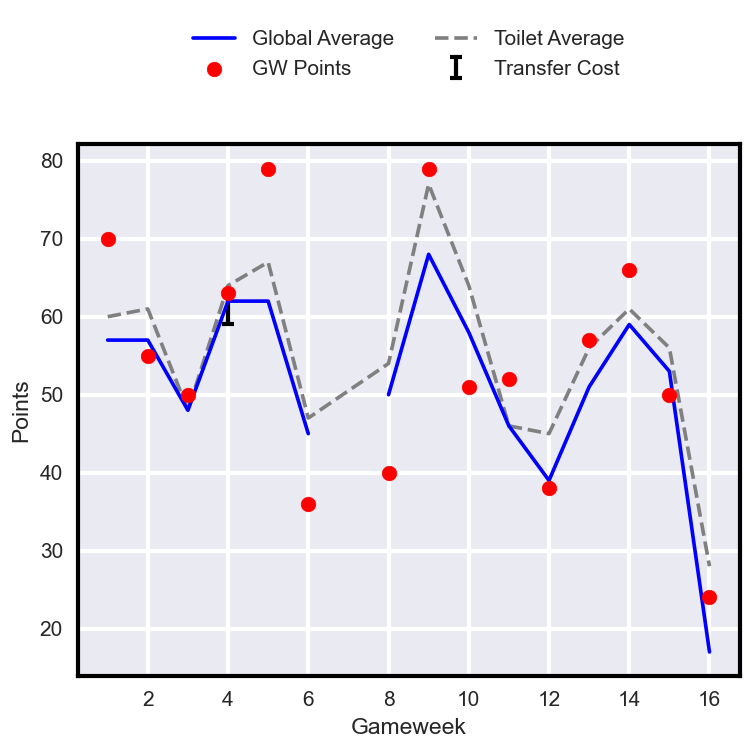 Global Average
Toilet Average
GW Points
Transfer Cost
80
70
60
50
40
30
20
Points
2 4 6 8 10 12 14 16
Gameweek